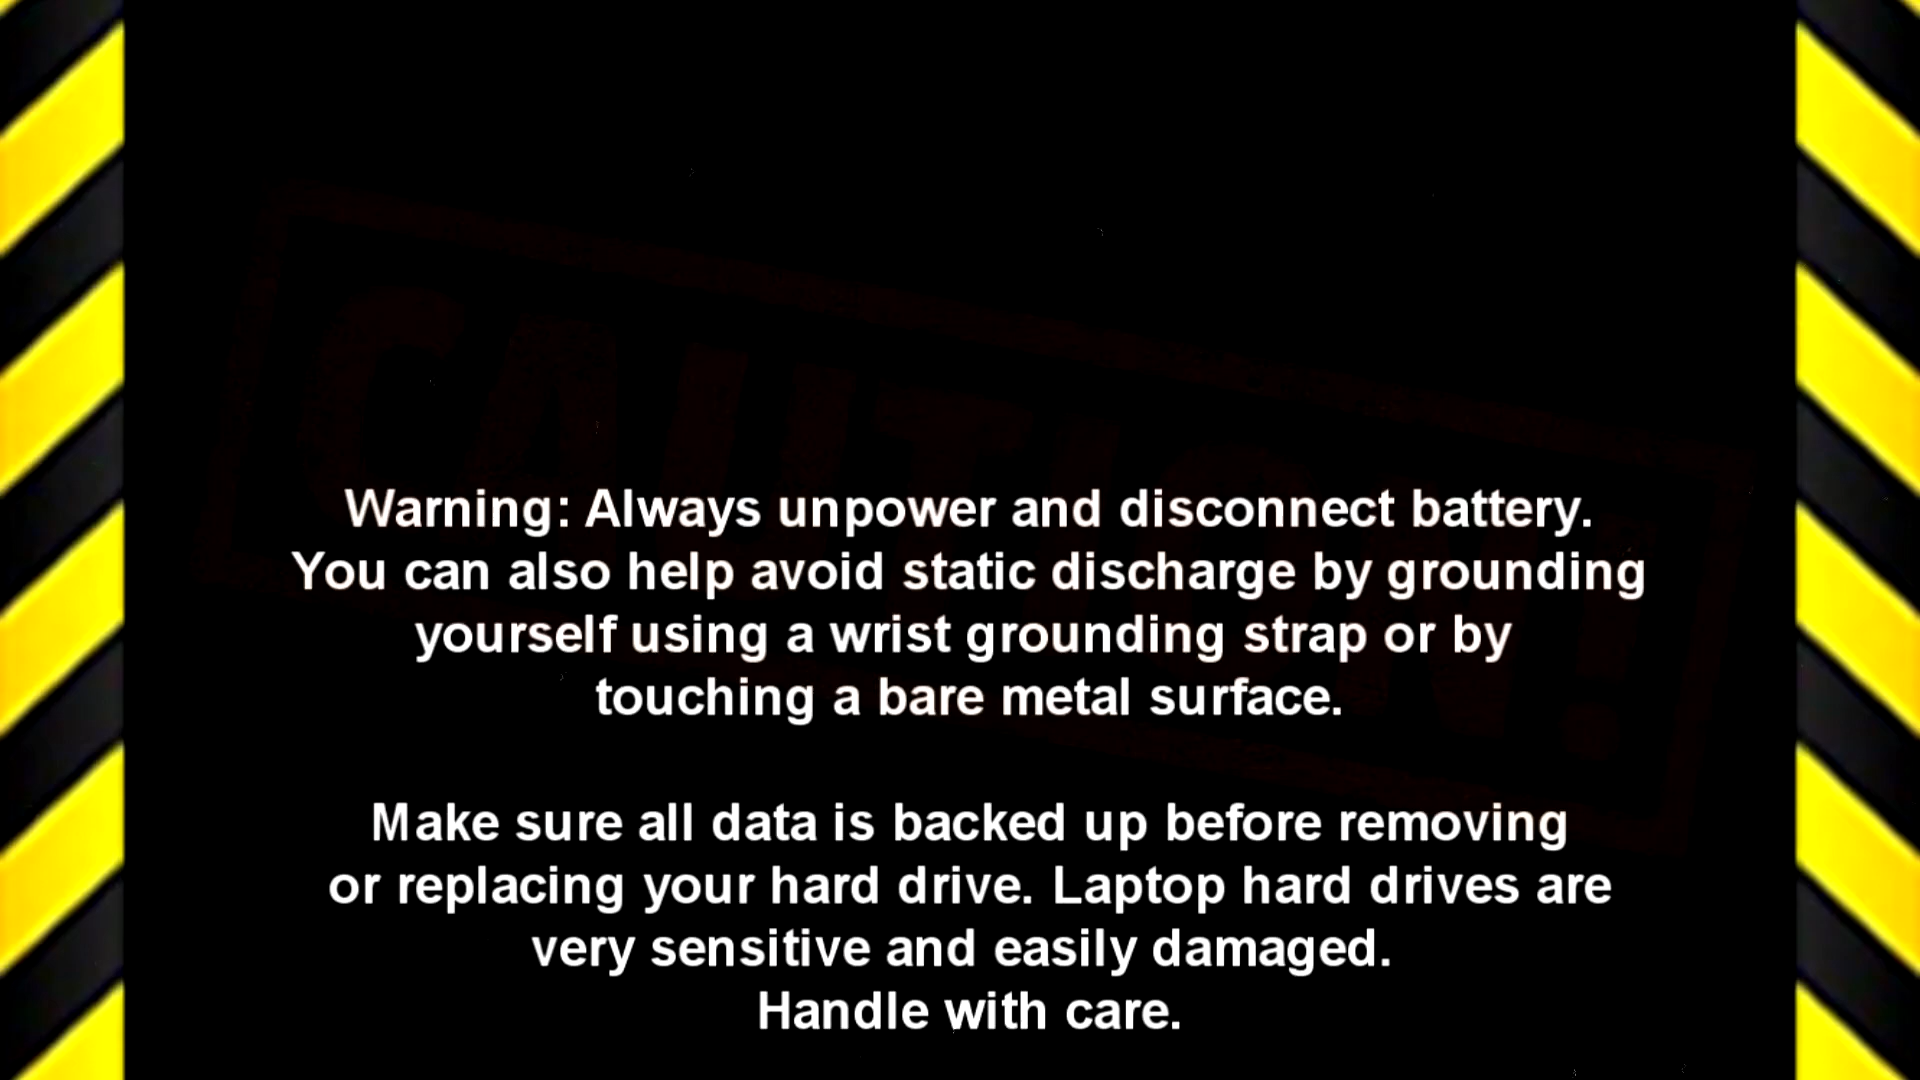 CAUTION!
Warning: Always unpower and disconnect battery.
You can also help avoid static discharge by grounding
yourself using a wrist grounding strap or by
touching a bare metal surface.
Make sure all data is backed up before removing
or replacing your hard drive. Laptop hard drives are
very sensitive and easily damaged.
Handle with care.